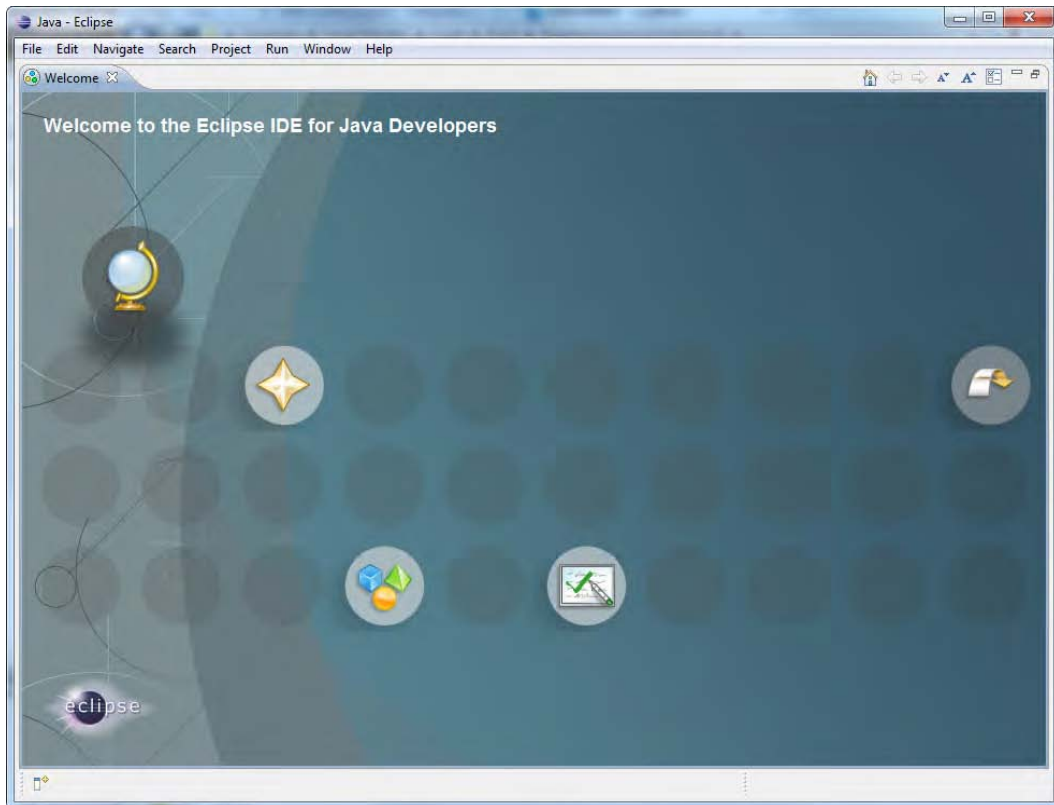 Java - Eclipse
File Edit Navigate Search Project Run Window Help
Welcome
Welcome to the Eclipse IDE for Java Developers
eclipse